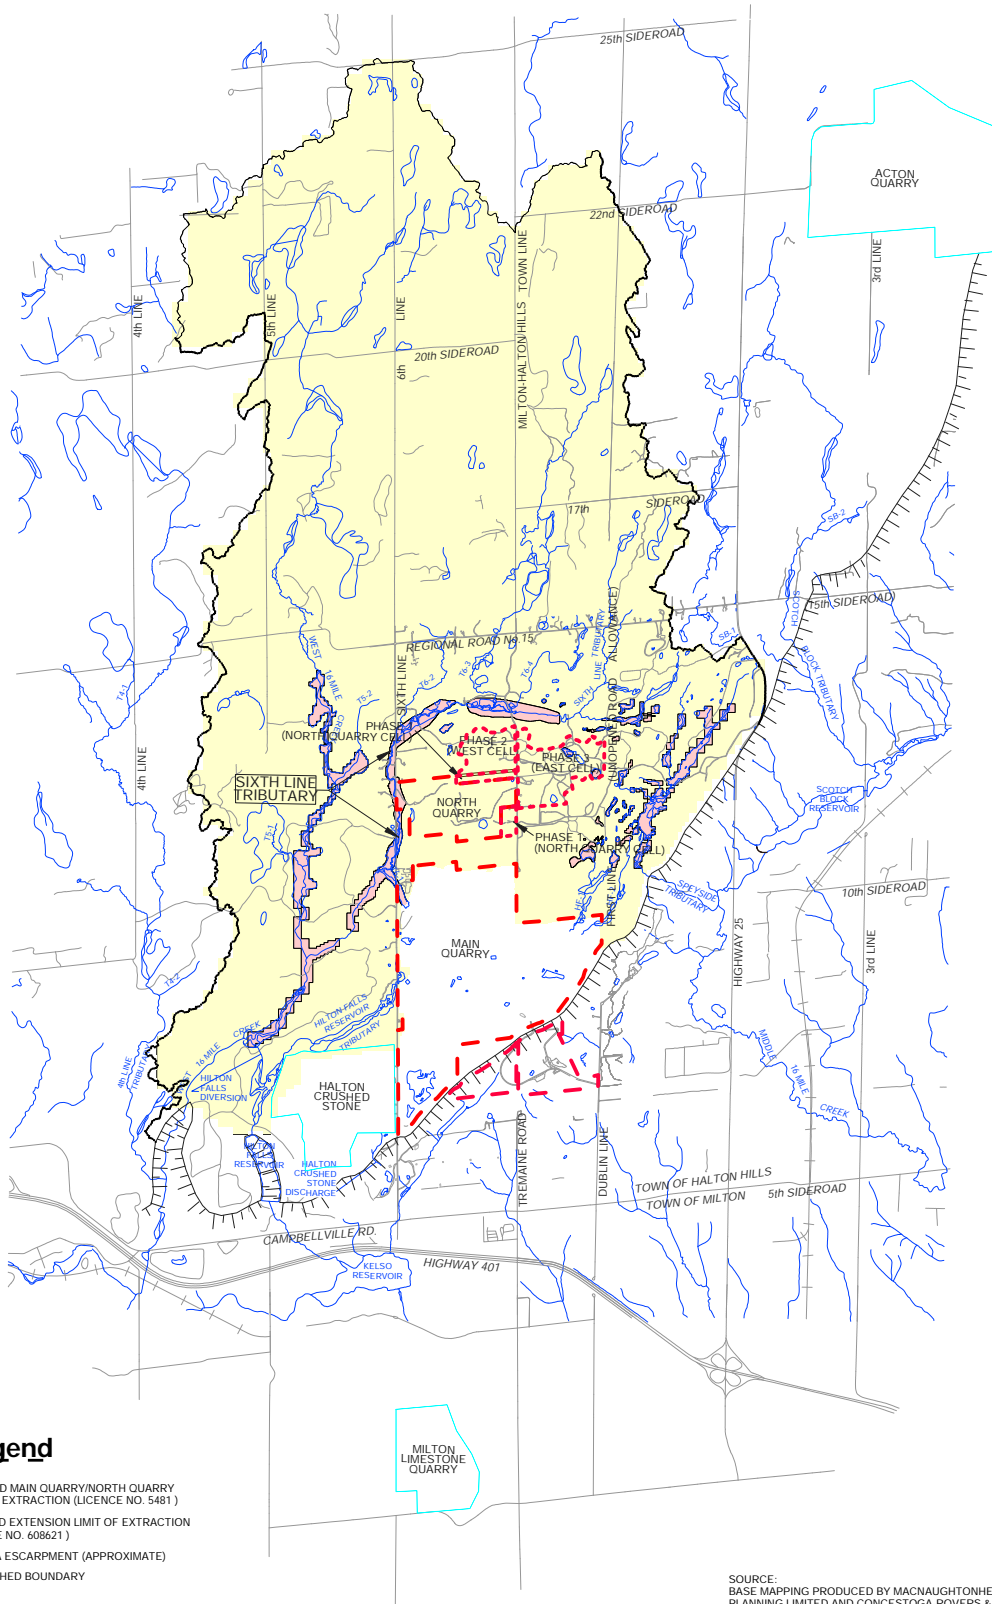 25th SIDEROAD
ACTON
QUARRY
22nd SIDEROAD
MILTON-HALTON HILLS TOWN LINE
3rd LINE
4th LINE
5th LINE
6th LINE
20th SIDEROAD
17th SIDEROAD
SB-2
15th SIDEROAD)
SCOTCH
BLOCK TRIBUTARY
SB-1
(UNOPENED ROAD ALLOWANCE)
SIXTH LINE TRIBUTARY
REGIONAL ROAD No.15
T6-4
T6-3
T6-2
SIXTH LINE
WEST
16 MILE
T5-2
T4-1
(NORTH QUARRY CELL)
PHASE 2
(WEST CELL
PHASE 3
(EAST CELL)
4th LINE
SIXTH LINE
TRIBUTARY
NORTH
QUARRY
SCOTCH
BLOCK
RESERVOIR
T5-1
PHASE 1
(NORTH QUARRY CELL)
SPEYSIDE
TRIBUTARY
10th SIDEROAD
FIRST LINE
HIGHWAY 25
3rd LINE
MAIN
QUARRY
T4-2
HILTON FALLS
RESERVOIR
TRIBUTARY
CREEK
16 MILE
4th LINE
HILTON
FALLS
DIVERSION
HALTON
CRUSHED
STONE
MIDDLE
16 MILE
CREEK
HILTON
FALLS
RESERVOIR
HALTON
CRUSHED
STONE
DISCHARGE
TREMAINE ROAD
DUBLIN LINE
TOWN OF HALTON HILLS
TOWN OF MILTON
5th SIDEROAD
CAMPBELLVILLE RD.
HIGHWAY 401
KELSO
RESERVOIR
MILTON
LIMESTONE
QUARRY
gend
D MAIN QUARRY/NORTH QUARRY
EXTRACTION (LICENCE NO. 5481 )
D EXTENSION LIMIT OF EXTRACTION
E NO. 608621 )
A ESCARPMENT (APPROXIMATE)
HED BOUNDARY
SOURCE:
BASE MAPPING PRODUCED BY MACNAUGHTONHE
PLANNING LIMITED AND CONCESTOGA ROVERS &